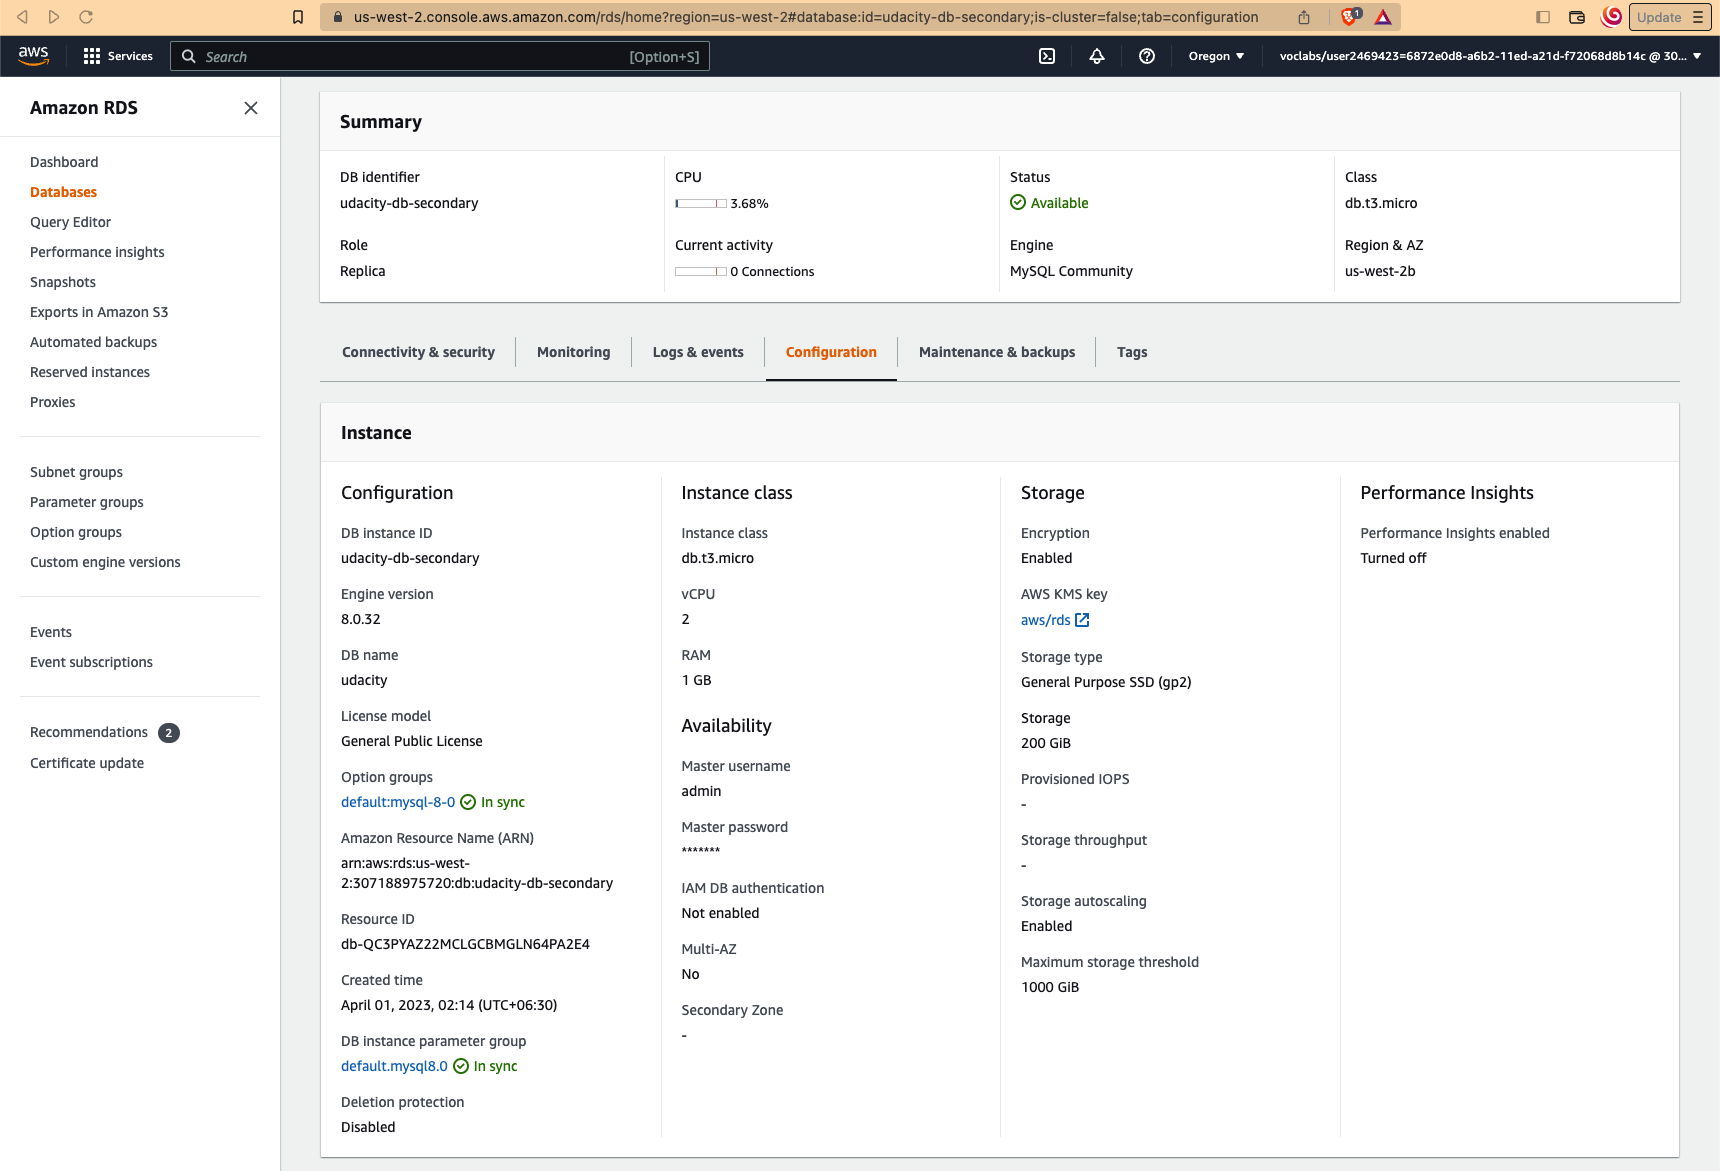 us-west-2.console.aws.amazon.com/rds/home?region=us-west-2#database:id=udacity-db-secondary;is-cluster=false;tab=configuration
1
Update
aws
Services
Search
[Option+S]
Oregon
voclabs/user2469423=6872e0d8-a6b2-11ed-a21d-f72068d8b14c @ 30...
Amazon RDS
Dashboard
Databases
Query Editor
Performance insights
Snapshots
Exports in Amazon S3
Automated backups
Reserved instances
Proxies
Subnet groups
Parameter groups
Option groups
Custom engine versions
Events
Event subscriptions
Recommendations 2
Certificate update
Summary
DB identifier
udacity-db-secondary
CPU
3.68%
Status
Available
Class
db.t3.micro
Role
Replica
Current activity
0 Connections
Engine
MySQL Community
Region & AZ
us-west-2b
Connectivity & security
Monitoring
Logs & events
Configuration
Maintenance & backups
Tags
Instance
Configuration
DB instance ID
udacity-db-secondary
Engine version
8.0.32
DB name
udacity
License model
General Public License
Option groups
default:mysql-8-0 In sync
Amazon Resource Name (ARN)
arn:aws:rds:us-west-
2:307188975720:db:udacity-db-secondary
Resource ID
db-QC3PYAZ22MCLGCBMGLN64PA2E4
Created time
April 01, 2023, 02:14 (UTC+06:30)
DB instance parameter group
default.mysql8.0 In sync
Deletion protection
Disabled
Instance class
Instance class
db.t3.micro
vCPU
2
RAM
1 GB
Availability
Master username
admin
Master password
*******
IAM DB authentication
Not enabled
Multi-AZ
No
Secondary Zone
-
Storage
Encryption
Enabled
AWS KMS key
aws/rds
Storage type
General Purpose SSD (gp2)
Storage
200 GiB
Provisioned IOPS
-
Storage throughput
-
Storage autoscaling
Enabled
Maximum storage threshold
1000 GiB
Performance Insights
Performance Insights enabled
Turned off